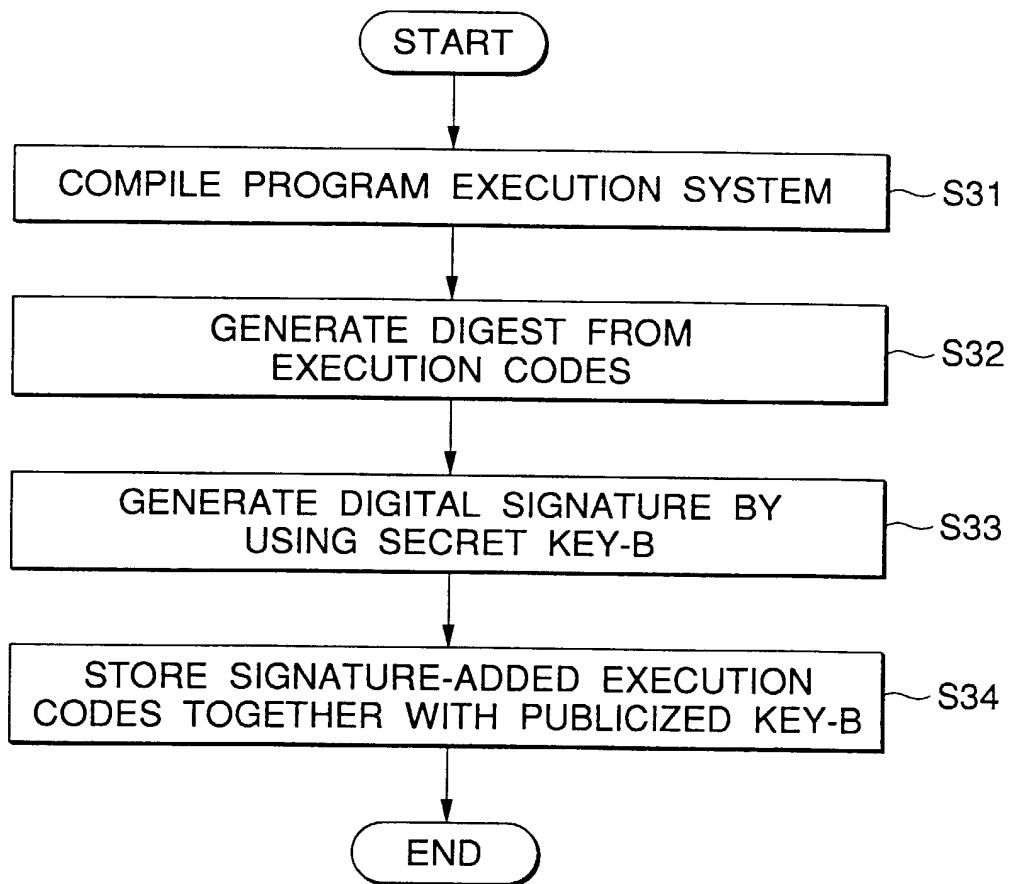 START
COMPILE PROGRAM EXECUTION SYSTEM
S31
GENERATE DIGEST FROM
EXECUTION CODES
S32
GENERATE DIGITAL SIGNATURE BY
USING SECRET KEY-B
S33
STORE SIGNATURE-ADDED EXECUTION
CODES TOGETHER WITH PUBLICIZED KEY-B
S34
END